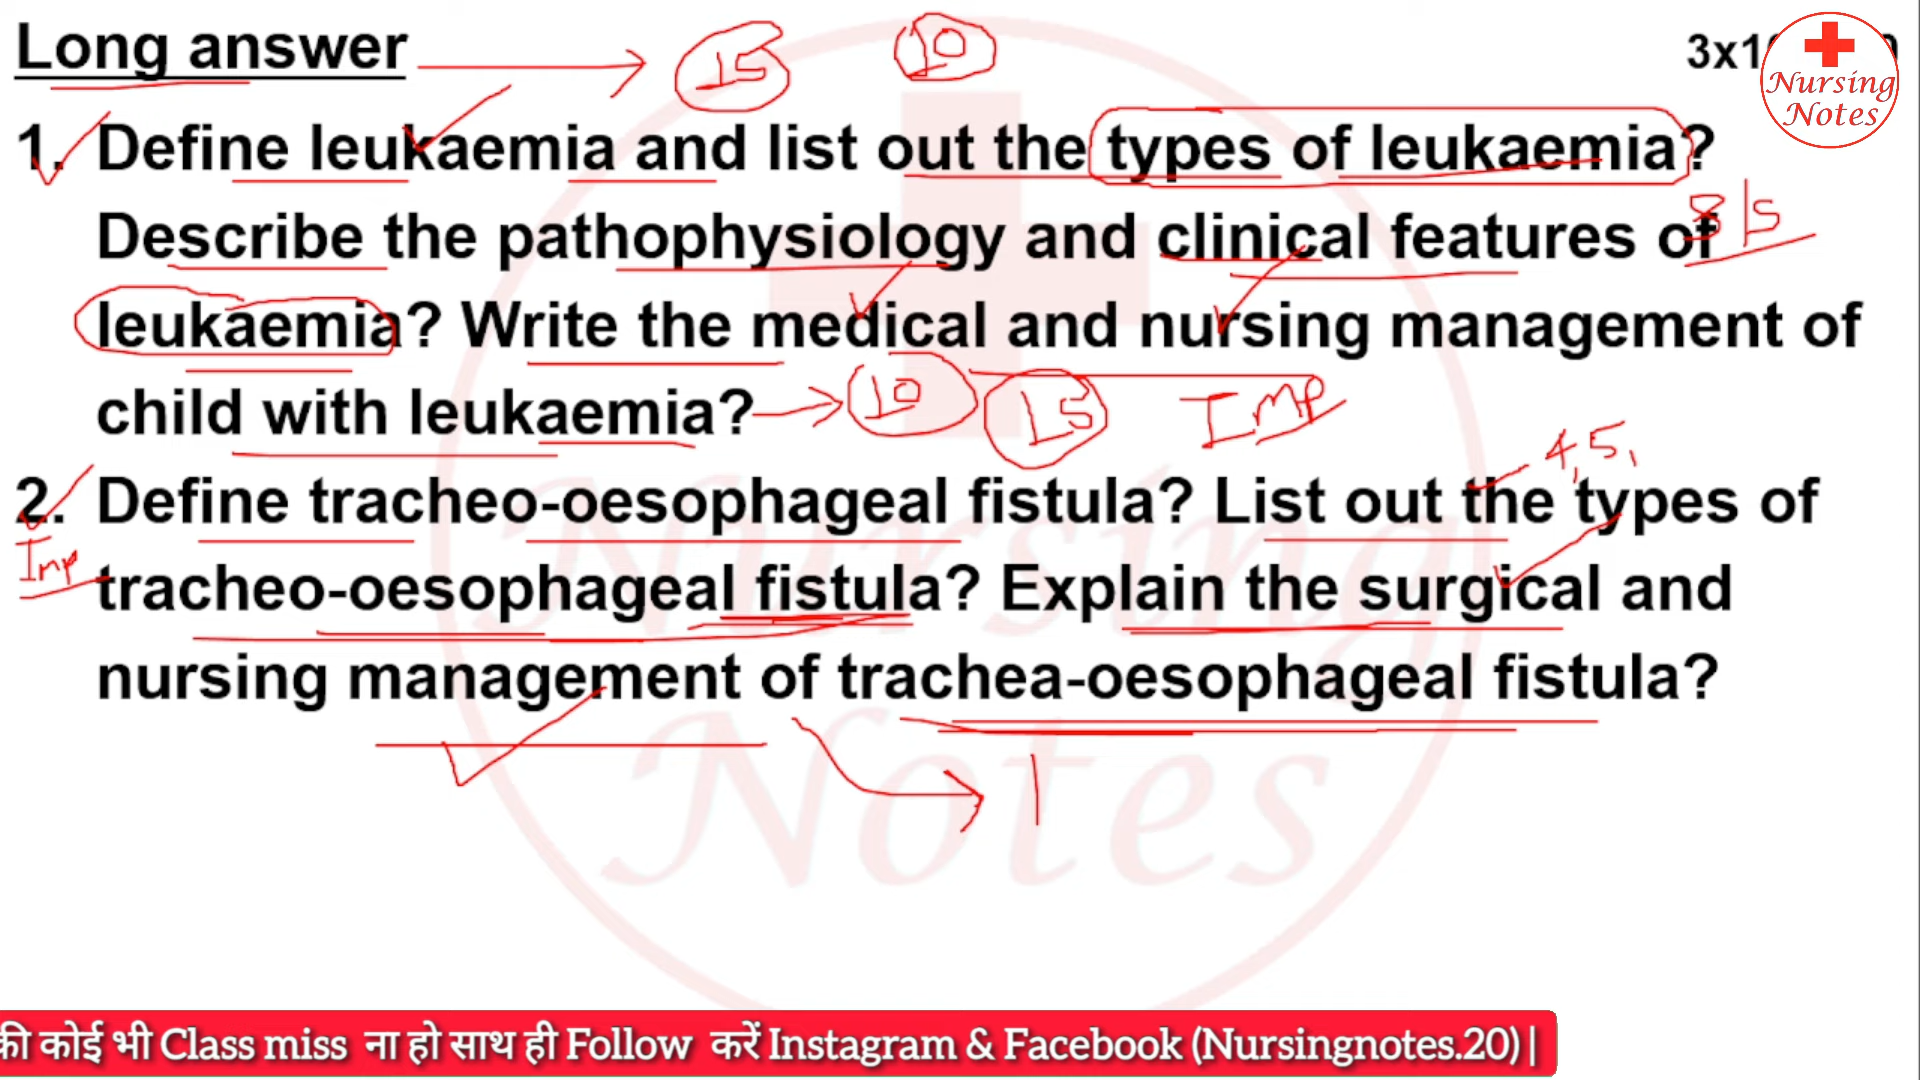 Long answer 15 10
3x1
Nursing
Notes
1. Define leukaemia and list out the types of leukaemia?
8/5
Describe the pathophysiology and clinical features of
leukaemia? Write the medical and nursing management of
child with leukaemia? 10 15 Imp
4,5,
2. Define tracheo-oesophageal fistula? List out the types of
Imp
tracheo-oesophageal fistula? Explain the surgical and
nursing management of trachea-oesophageal fistula?
Nursing
Notes
की कोई भी Class miss ना हो साथ ही Follow करें Instagram & Facebook (Nursingnotes.20) |